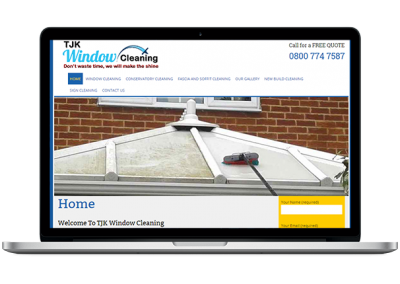 TJK
Window Cleaning
Don't waste time, we will make the shine
Call for a FREE QUOTE
0800 774 7587
HOME WINDOW CLEANING CONSERVATORY CLEANING FASCIA AND SOFFIT CLEANING OUR GALLERY NEW BUILD CLEANING
SIGN CLEANING CONTACT US
Home
Your Name (required)
Welcome To TJK Window Cleaning
Your Email (required)